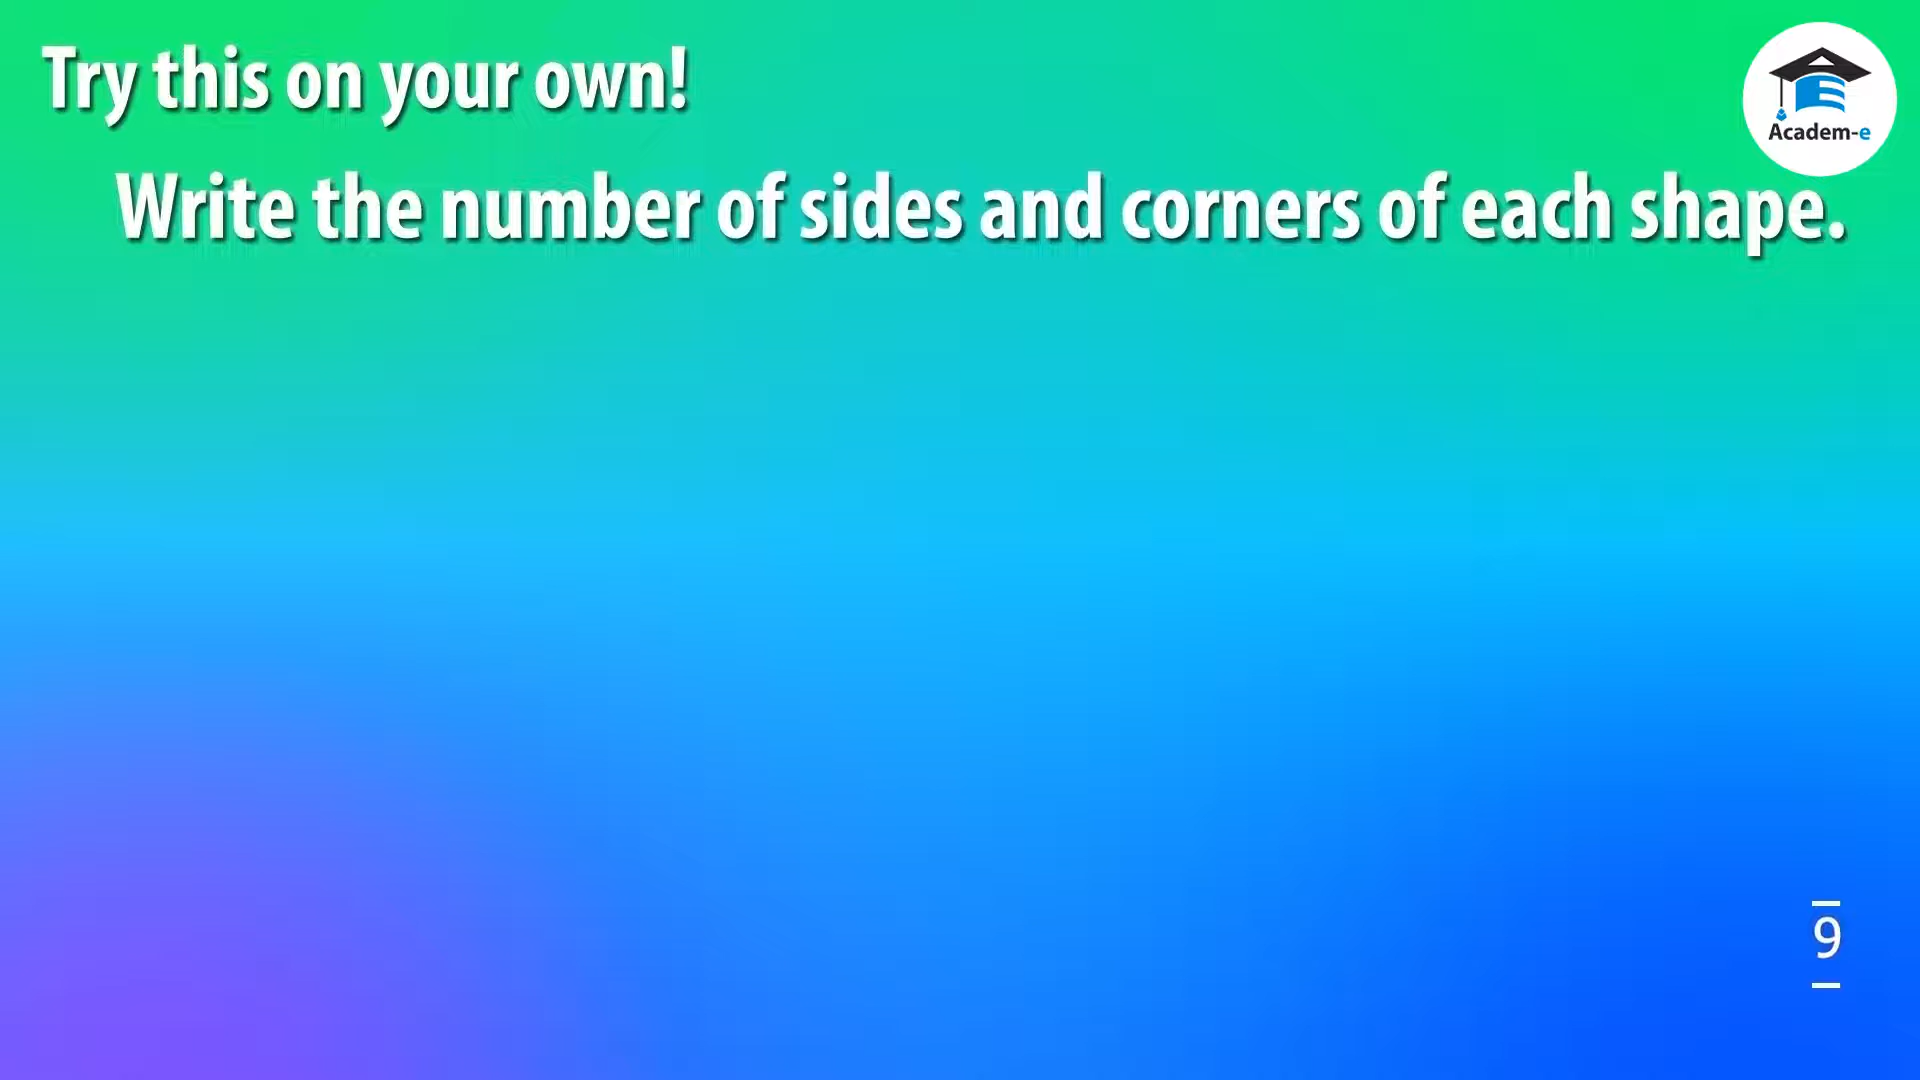 Try this on your own!
Academ-e
Write the number of sides and corners of each shape.
9